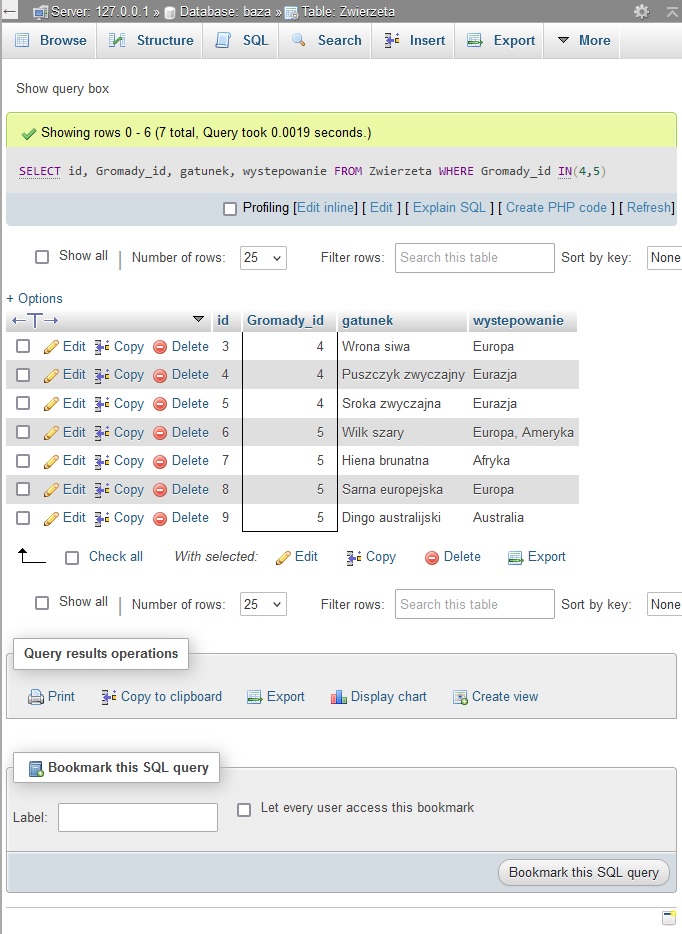 Server: 127.0.0.1 » Database: baza » Table: Zwierzeta
Browse Structure SQL Search Insert Export More
Show query box
Showing rows 0 - 6 (7 total, Query took 0.0019 seconds.)
SELECT id, Gromady_id, gatunek, wystepowanie FROM Zwierzeta WHERE Gromady_id IN(4,5)
Profiling [Edit inline] [ Edit ] [ Explain SQL ] [ Create PHP code ] [ Refresh]
Show all | Number of rows: 25 Filter rows: Search this table Sort by key: None
+ Options
←T→ id Gromady_id gatunek wystepowanie
Edit Copy Delete 3 4 Wrona siwa Europa
Edit Copy Delete 4 4 Puszczyk zwyczajny Eurazja
Edit Copy Delete 5 4 Sroka zwyczajna Eurazja
Edit Copy Delete 6 5 Wilk szary Europa, Ameryka
Edit Copy Delete 7 5 Hiena brunatna Afryka
Edit Copy Delete 8 5 Sarna europejska Europa
Edit Copy Delete 9 5 Dingo australijski Australia
Check all With selected: Edit Copy Delete Export
Show all | Number of rows: 25 Filter rows: Search this table Sort by key: None
Query results operations
Print Copy to clipboard Export Display chart Create view
Bookmark this SQL query
Label: Let every user access this bookmark
Bookmark this SQL query